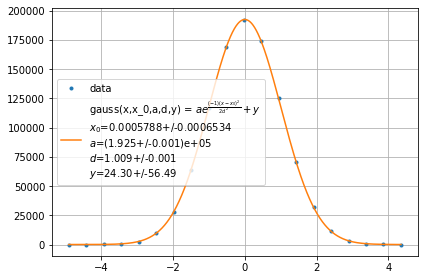 200000
175000
150000
125000
100000
75000
50000
25000
0
data
gauss(x,x_0,a,d,y) = $ae^{\frac{(-1)(x-x_0)^2}{2d^2}} + y$
$x_0$=0.0005788+/-0.0006534
a=(1.925+/-0.001)e+05
d=1.009+/-0.001
y=24.30+/-56.49
−4 −2 0 2 4